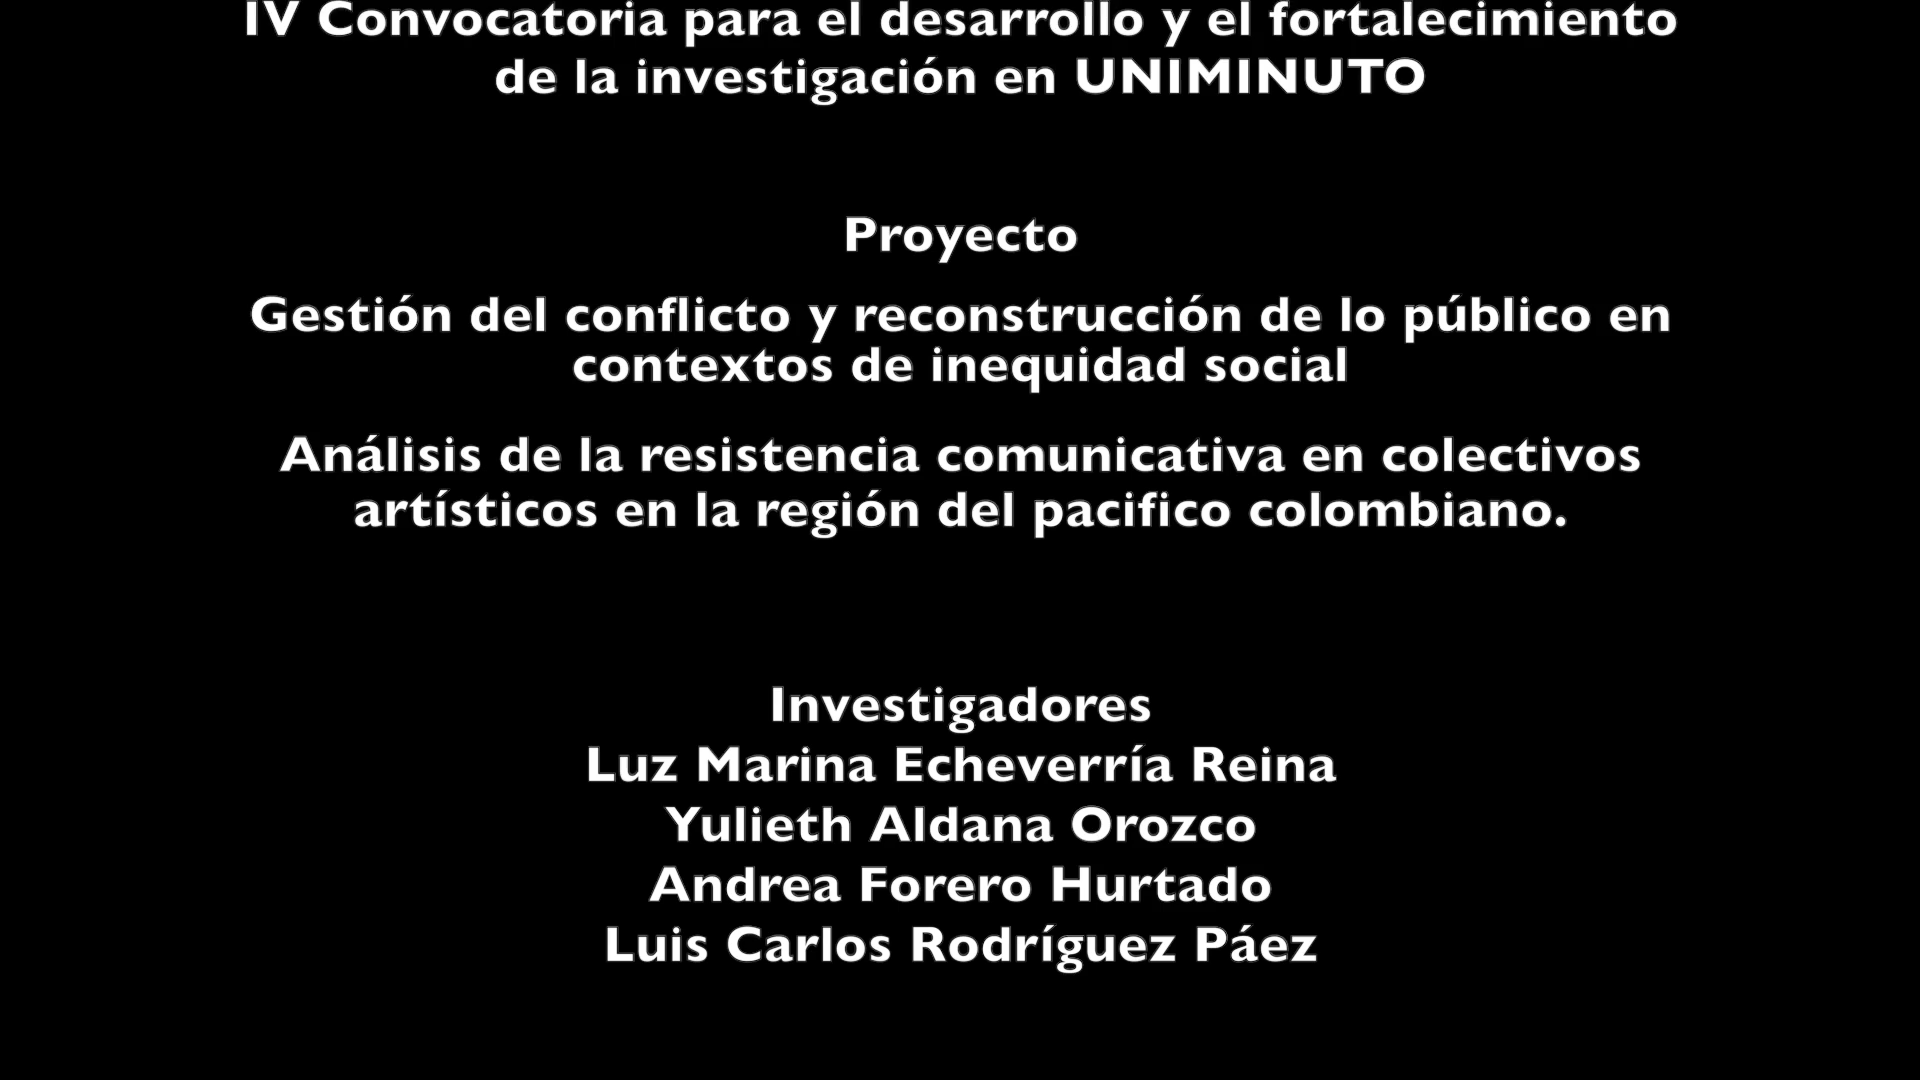 IV Convocatoria para el desarrollo y el fortalecimiento
de la investigación en UNIMINUTO
Proyecto
Gestión del conflicto y reconstrucción de lo público en
contextos de inequidad social
Análisis de la resistencia comunicativa en colectivos
artísticos en la región del pacifico colombiano.
Investigadores
Luz Marina Echeverría Reina
Yulieth Aldana Orozco
Andrea Forero Hurtado
Luis Carlos Rodríguez Páez